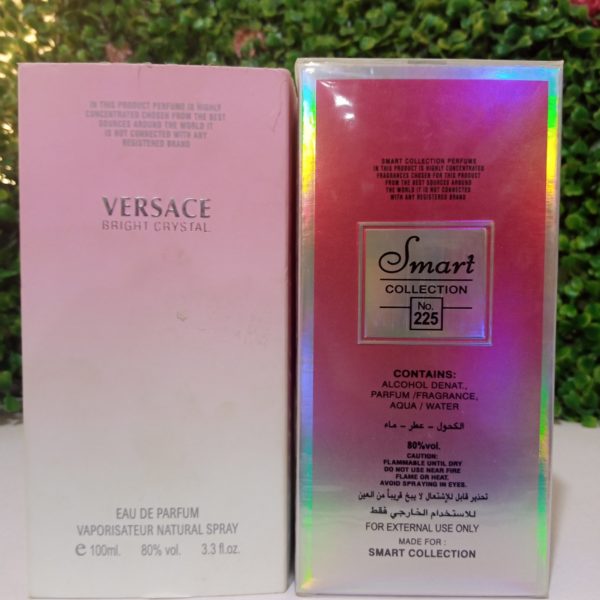 IN THIS PRODUCT PERFUME IS HIGHLY
CONCENTRATED CHOSEN FROM THE BEST
SOURCES AROUND THE WORLD IT
IS NOT CONNECTED WITH ANY
REGISTERED BRAND
VERSACE
BRIGHT CRYSTAL
EAU DE PARFUM
VAPORISATEUR NATURAL SPRAY
e 100ml. 80% vol. 3.3 fl.oz.
SMART COLLECTION PERFUME
IN THIS PRODUCT IS HIGHLY CONCENTRATED
FRAGRANCES CHOSEN FOR THIS PRODUCT
FROM THE BEST SOURCES AROUND
THE WORLD IT IS NOT CONNECTED
WITH ANY REGISTERED BRAND
Smart
COLLECTION
No.
225
CONTAINS:
ALCOHOL DENAT.,
PARFUM /FRAGRANCE,
AQUA / WATER
الكحول - عطر - ماء
80%vol.
CAUTION:
FLAMMABLE UNTIL DRY
DO NOT USE NEAR FIRE
FLAME OR HEAT.
AVOID SPRAYING IN EYES.
تحذير قابل للإشتعال لا يبخ قريباً من العين
للاستخدام الخارجي فقط
FOR EXTERNAL USE ONLY
MADE FOR :
SMART COLLECTION